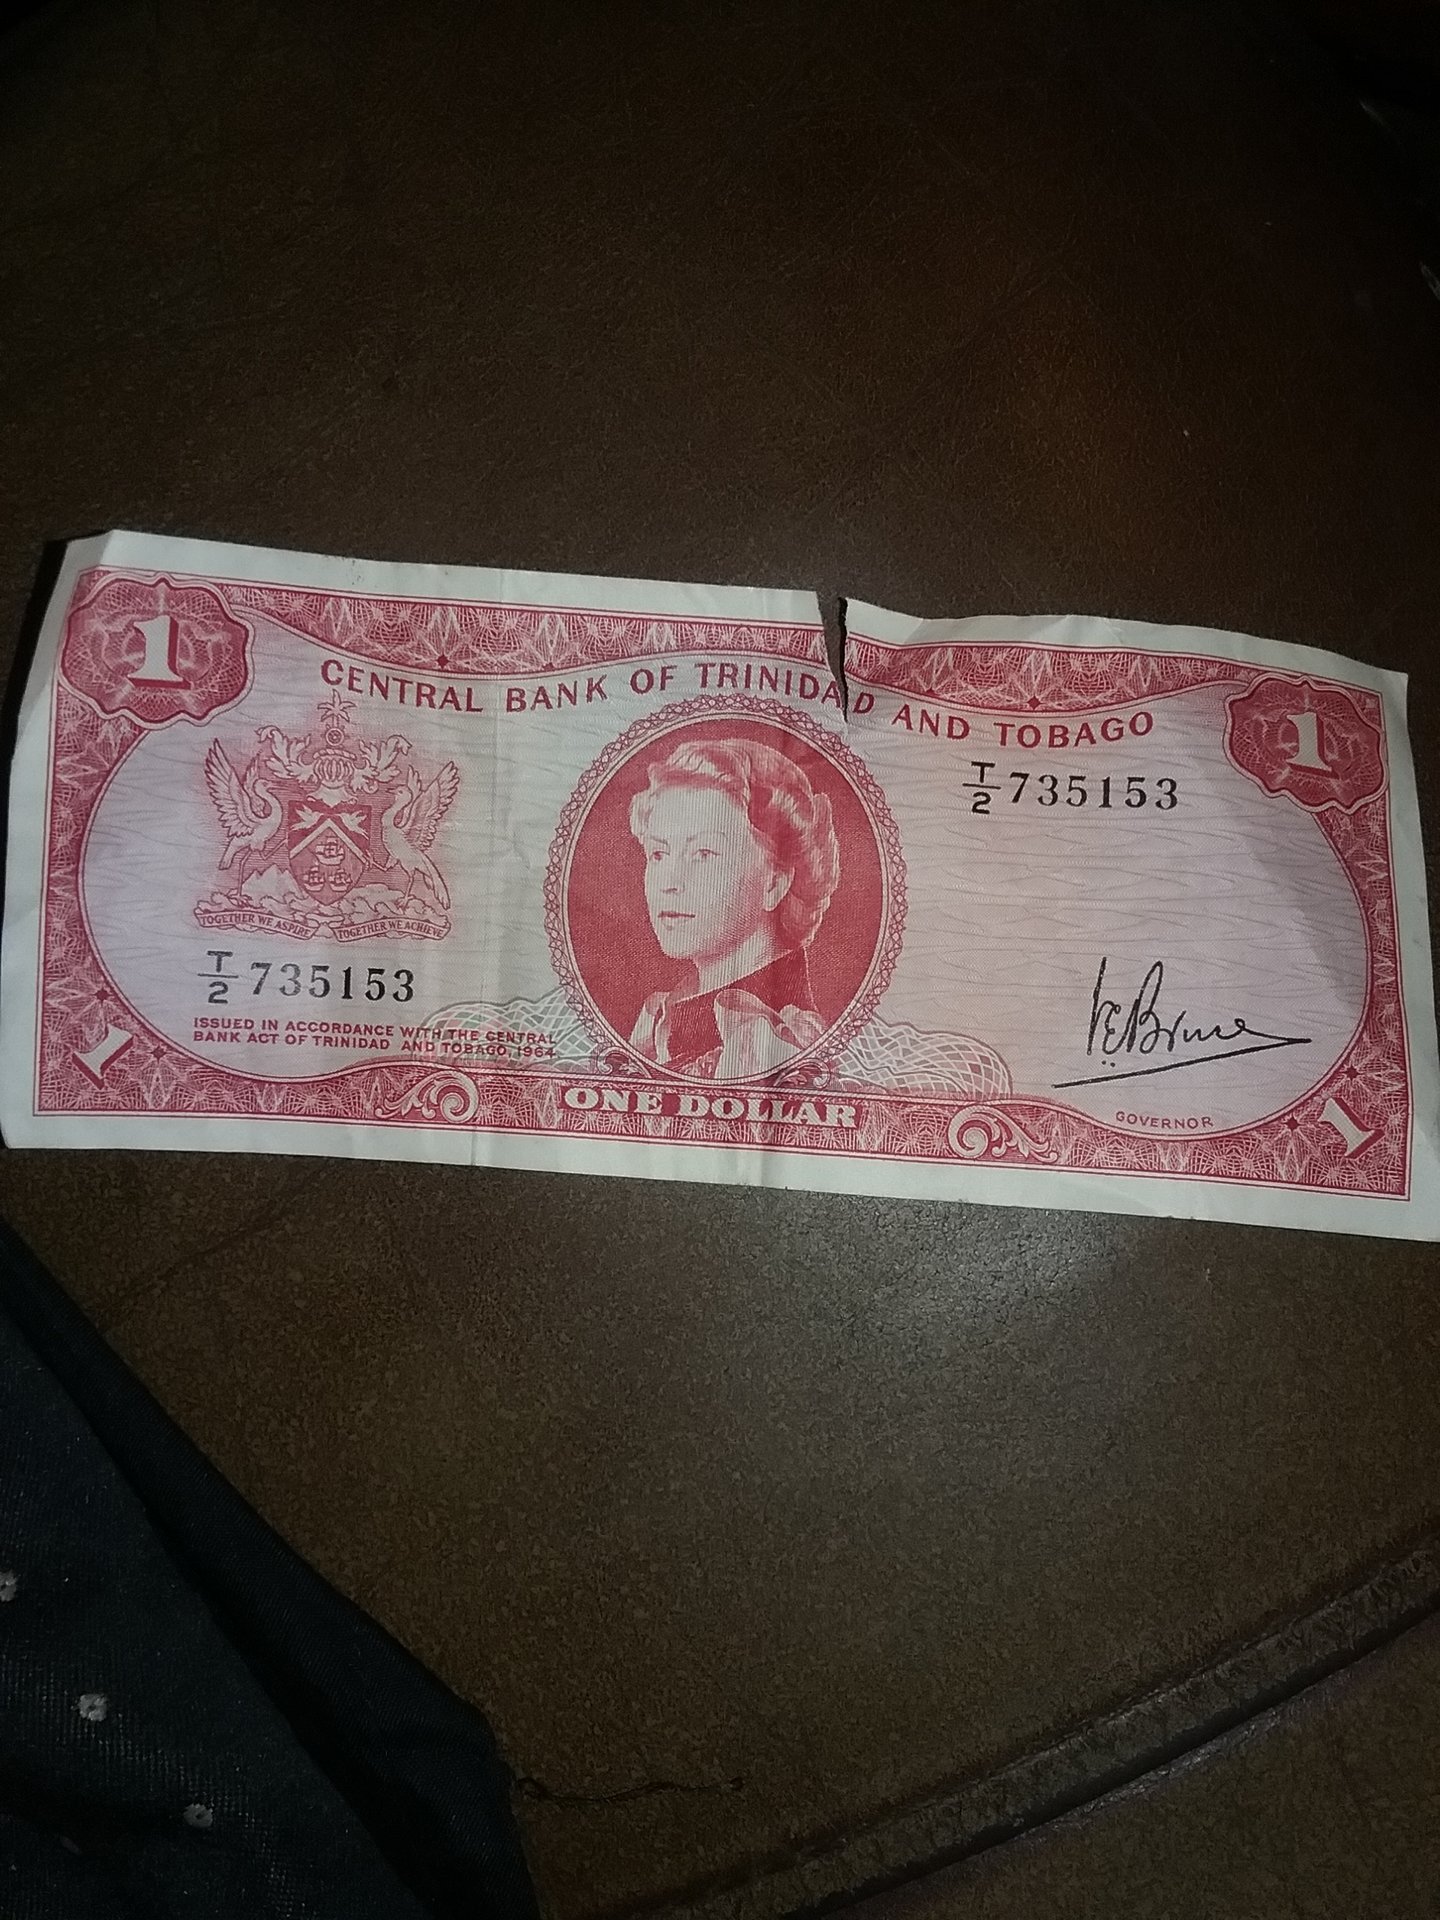 1
CENTRAL BANK OF TRINIDAD AND TOBAGO
1
T/2 735153
TOGETHER WE ASPIRE TOGETHER WE ACHIEVE
T/2 735153
ISSUED IN ACCORDANCE WITH THE CENTRAL
BANK ACT OF TRINIDAD AND TOBAGO, 1964
V.E. Bruce
GOVERNOR
1
ONE DOLLAR
1